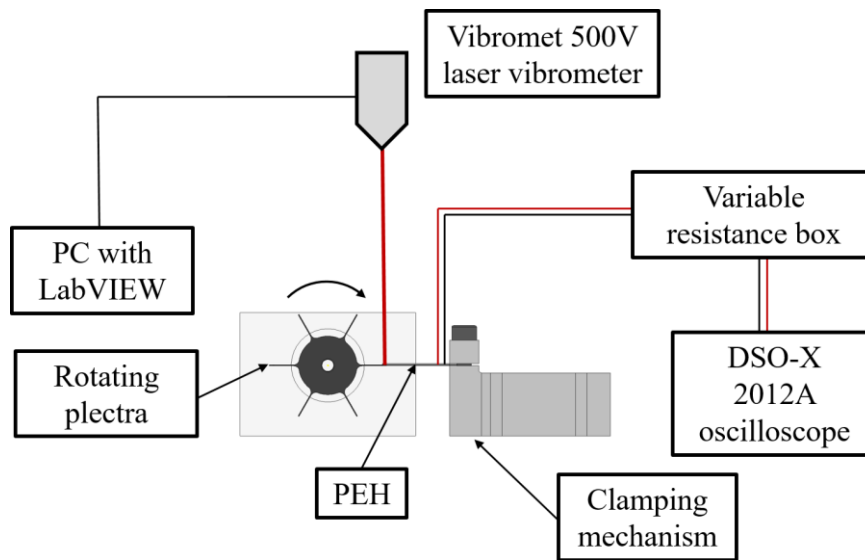 Vibromet 500V
laser vibrometer
Variable
resistance box
PC with
LabVIEW
Rotating
plectra
DSO-X
2012A
oscilloscope
PEH
Clamping
mechanism